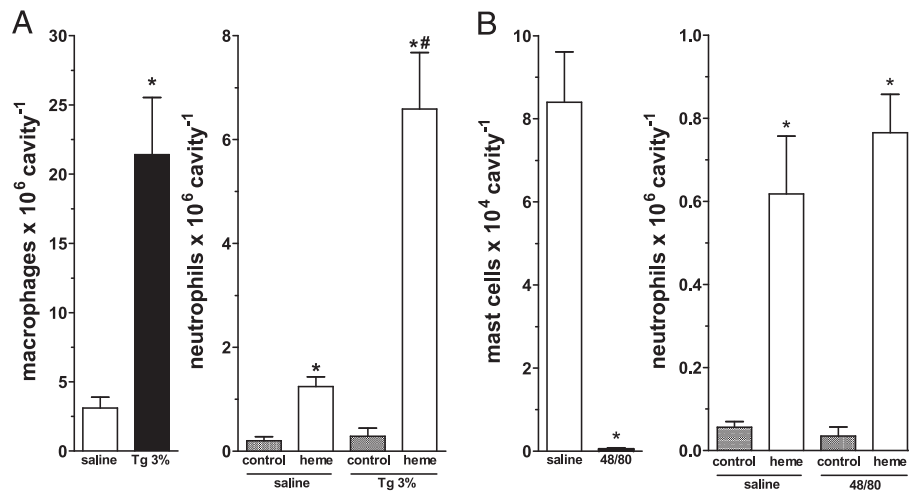 A
macrophages x 10⁶ cavity⁻¹
30
25
20
15
10
5
0
*
saline Tg 3%
neutrophils x 10⁶ cavity⁻¹
8
6
4
2
0
*
*#
control heme control heme
saline Tg 3%
B
mast cells x 10⁴ cavity⁻¹
10
8
6
4
2
0
*
saline 48/80
neutrophils x 10⁶ cavity⁻¹
1.0
0.8
0.6
0.4
0.2
0.0
*
*
control heme control heme
saline 48/80